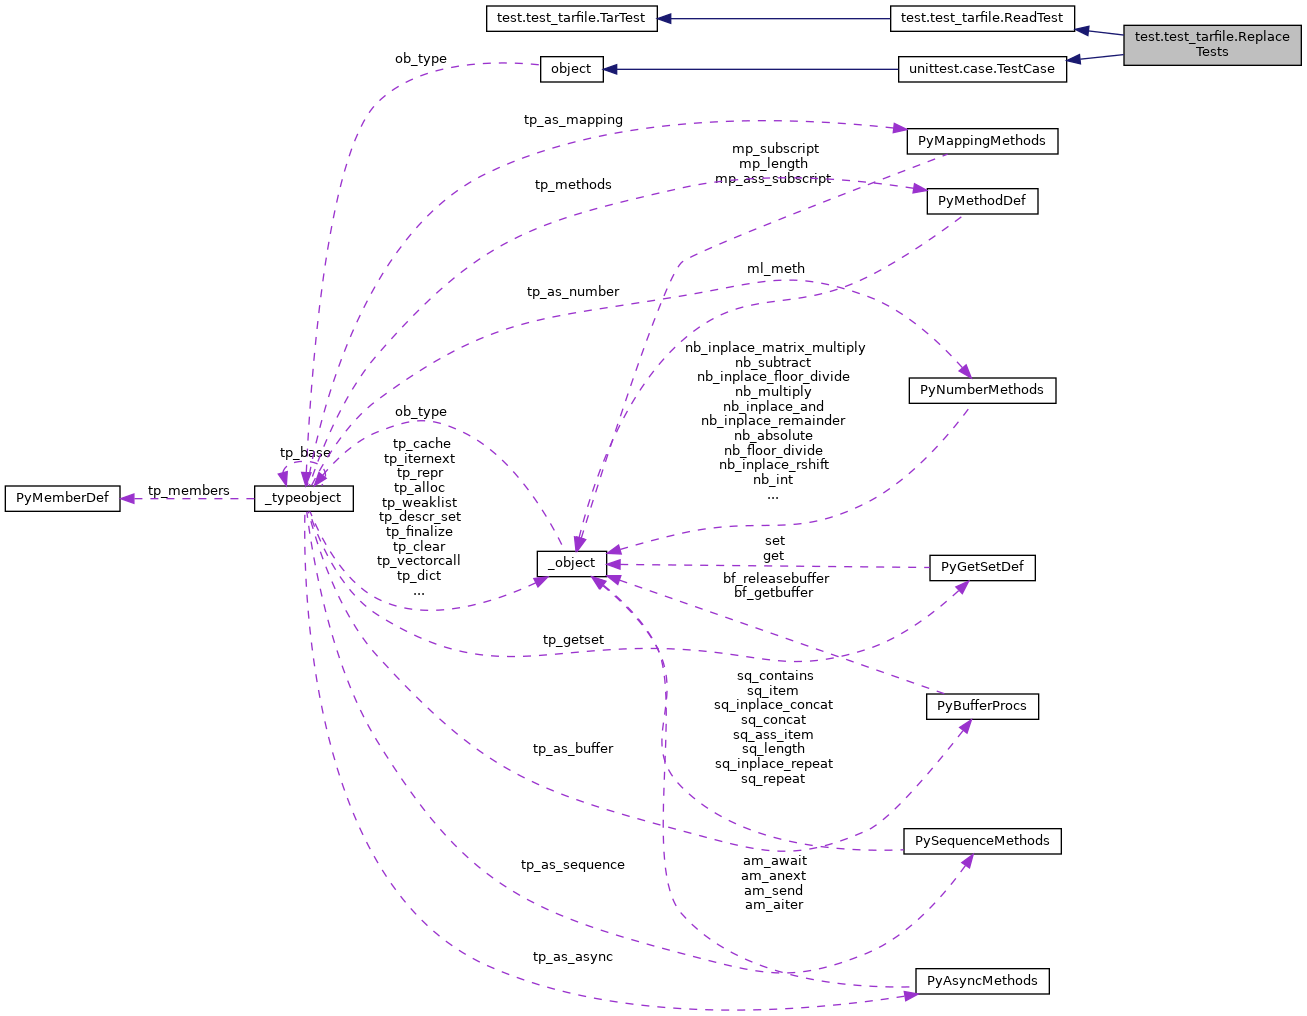 test.test_tarfile.TarTest
test.test_tarfile.ReadTest
test.test_tarfile.Replace
Tests
ob_type
object
unittest.case.TestCase
tp_as_mapping
PyMappingMethods
mp_subscript
mp_length
mp_ass_subscript
tp_methods
PyMethodDef
ml_meth
tp_as_number
nb_inplace_matrix_multiply
nb_subtract
nb_inplace_floor_divide
nb_multiply
nb_inplace_and
nb_inplace_remainder
nb_absolute
nb_floor_divide
nb_inplace_rshift
nb_int
...
PyNumberMethods
ob_type
tp_base
tp_cache
tp_iternext
tp_repr
tp_alloc
tp_weaklist
tp_descr_set
tp_finalize
tp_clear
tp_vectorcall
tp_dict
...
PyMemberDef
tp_members
_typeobject
_object
set
get
PyGetSetDef
bf_releasebuffer
bf_getbuffer
tp_getset
sq_contains
sq_item
sq_inplace_concat
sq_concat
sq_ass_item
sq_length
sq_inplace_repeat
sq_repeat
PyBufferProcs
tp_as_buffer
PySequenceMethods
tp_as_sequence
am_await
am_anext
am_send
am_aiter
tp_as_async
PyAsyncMethods